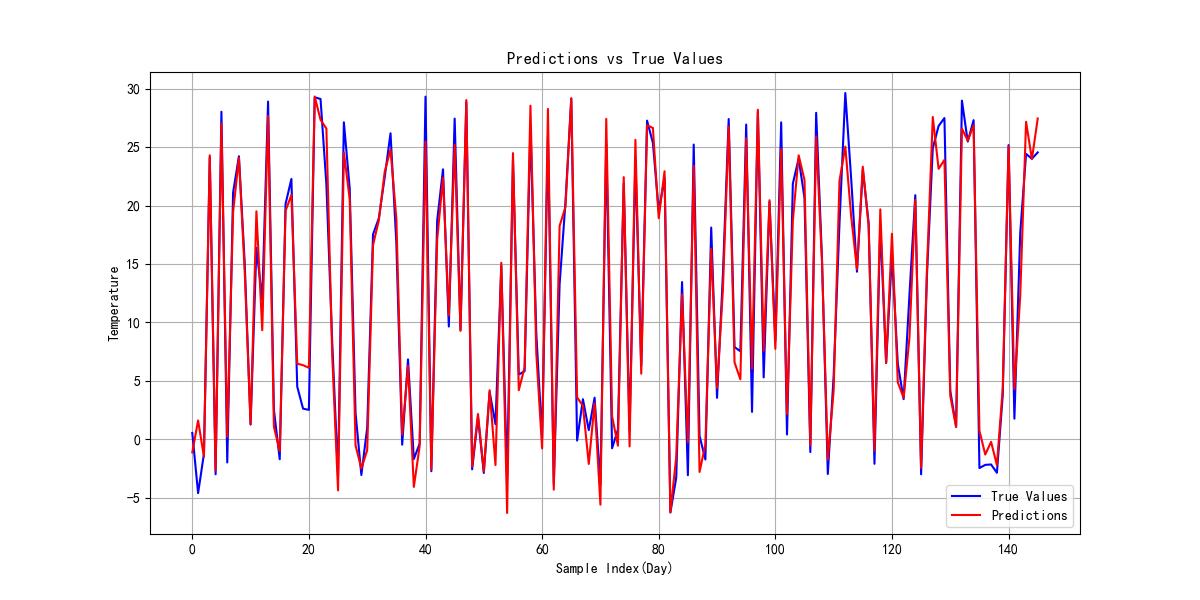 Predictions vs True Values
Temperature
30
25
20
15
10
5
0
−5
0 20 40 60 80 100 120 140
Sample Index(Day)
True Values
Predictions